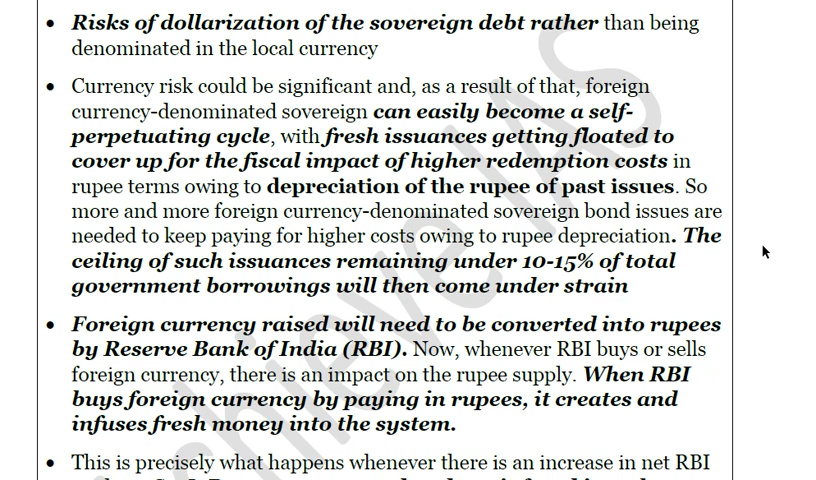 • Risks of dollarization of the sovereign debt rather than being
denominated in the local currency
• Currency risk could be significant and, as a result of that, foreign
currency-denominated sovereign can easily become a self-
perpetuating cycle, with fresh issuances getting floated to
cover up for the fiscal impact of higher redemption costs in
rupee terms owing to depreciation of the rupee of past issues. So
more and more foreign currency-denominated sovereign bond issues are
needed to keep paying for higher costs owing to rupee depreciation. The
ceiling of such issuances remaining under 10-15% of total
government borrowings will then come under strain
• Foreign currency raised will need to be converted into rupees
by Reserve Bank of India (RBI). Now, whenever RBI buys or sells
foreign currency, there is an impact on the rupee supply. When RBI
buys foreign currency by paying in rupees, it creates and
infuses fresh money into the system.
• This is precisely what happens whenever there is an increase in net RBI